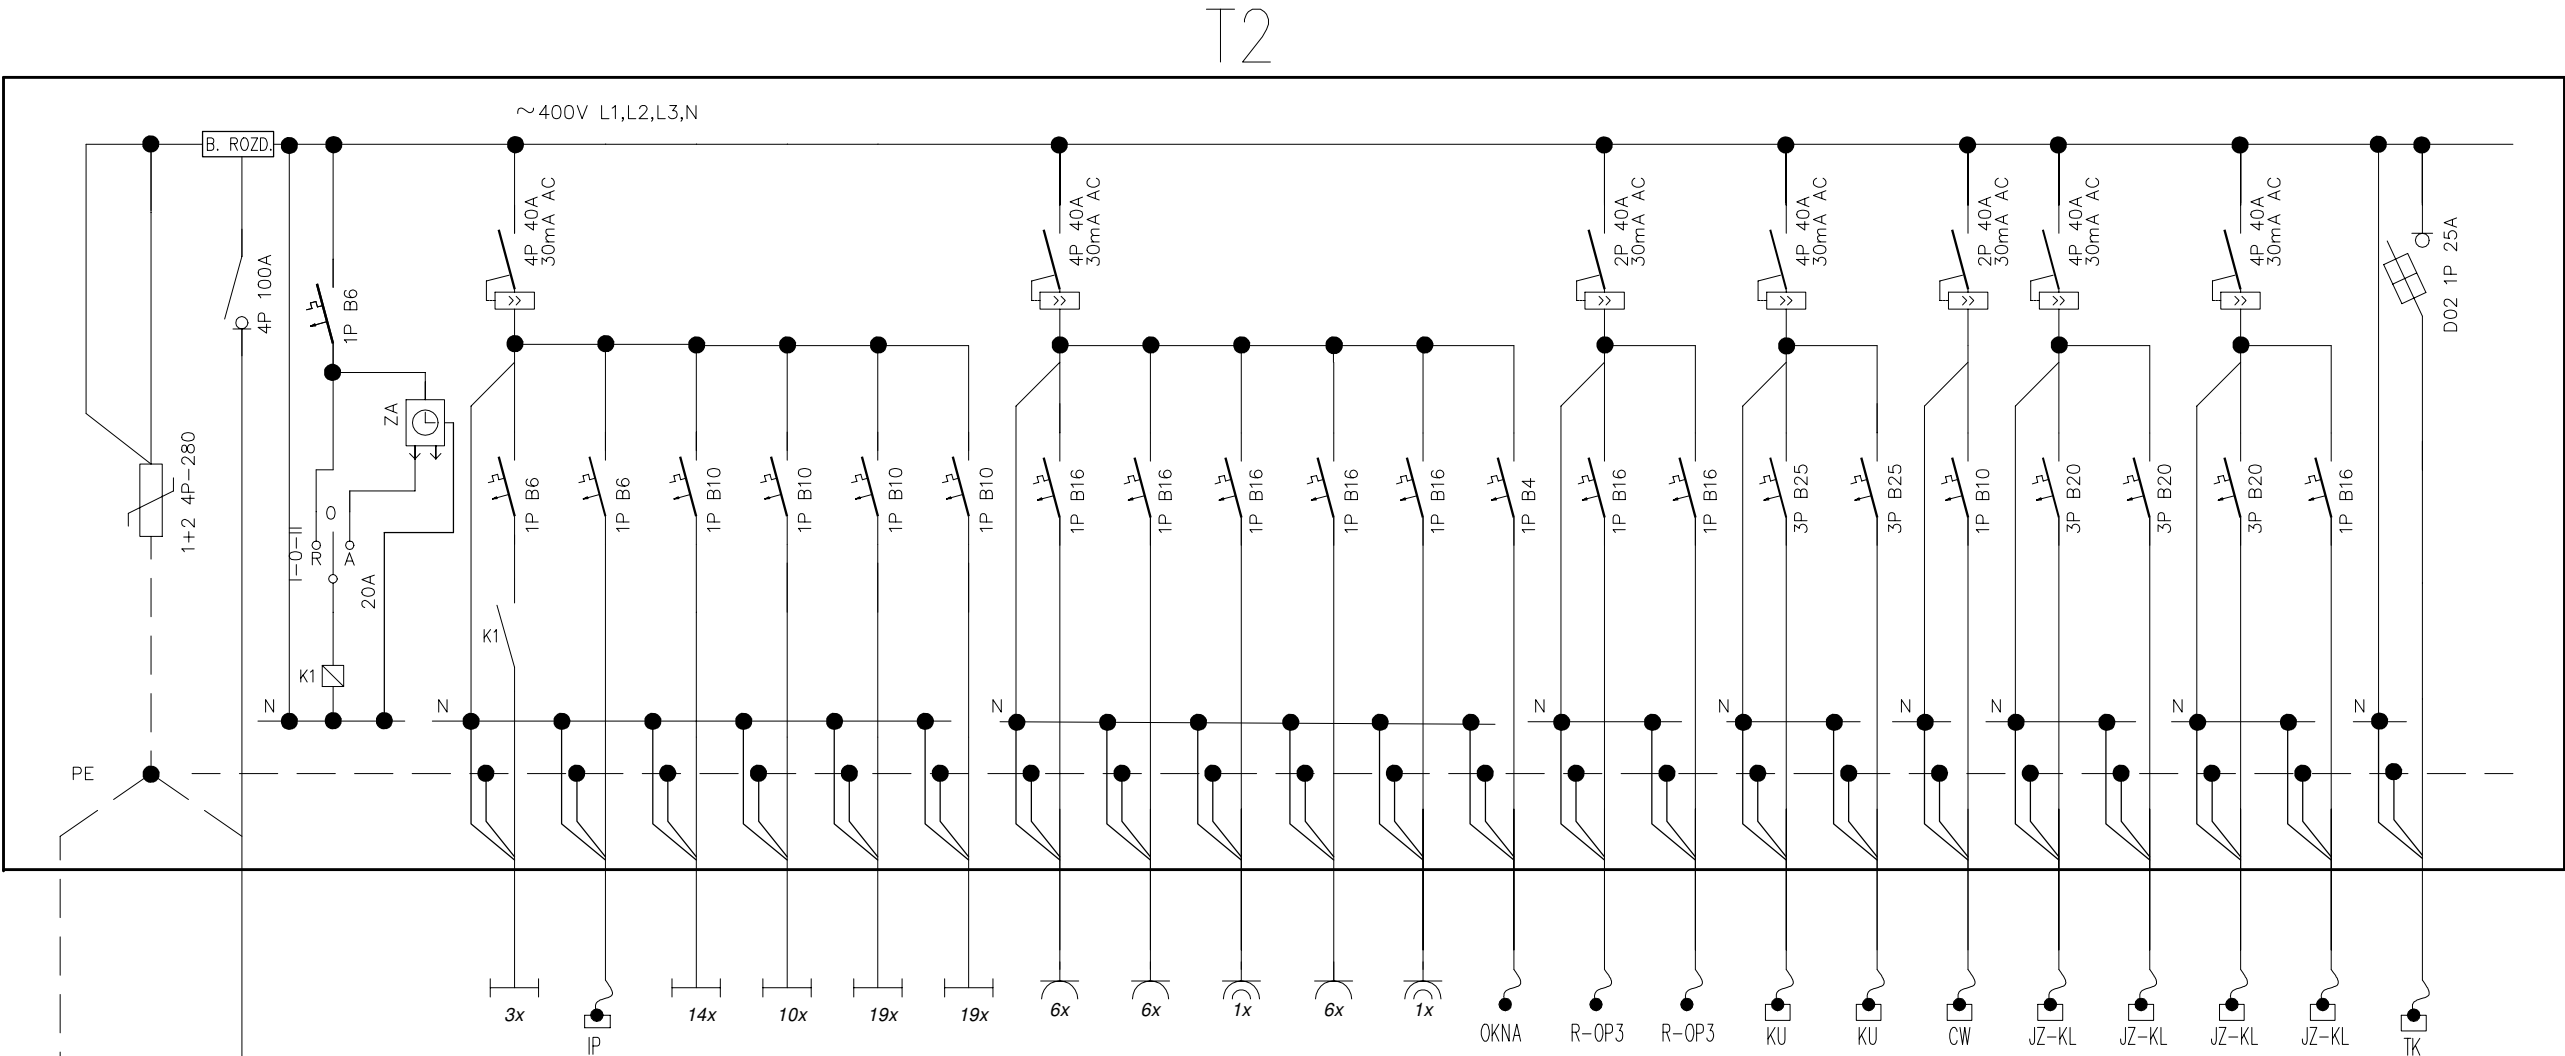 T2
~400V L1,L2,L3,N
B. ROZD.
4P 40A
30mA AC
4P 40A
30mA AC
2P 40A
30mA AC
4P 40A
30mA AC
2P 40A
30mA AC
4P 40A
30mA AC
4P 40A
30mA AC
D02 1P 25A
4P 100A
1P B6
ZA
1+2 4P-280
I-0-II
0
R
A
20A
K1
1P B6
1P B6
1P B10
1P B10
1P B10
1P B10
1P B16
1P B16
1P B16
1P B16
1P B16
1P B4
1P B16
1P B16
3P B25
3P B25
1P B10
3P B20
3P B20
3P B20
1P B16
K1
N
N
N
N
N
N
N
N
N
PE
3x
IP
14x
10x
19x
19x
6x
6x
1x
6x
1x
OKNA
R-OP3
R-OP3
KU
KU
CW
JZ-KL
JZ-KL
JZ-KL
JZ-KL
TK